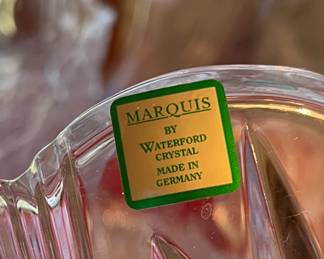 MARQUIS
BY
WATERFORD
CRYSTAL
MADE IN
GERMANY